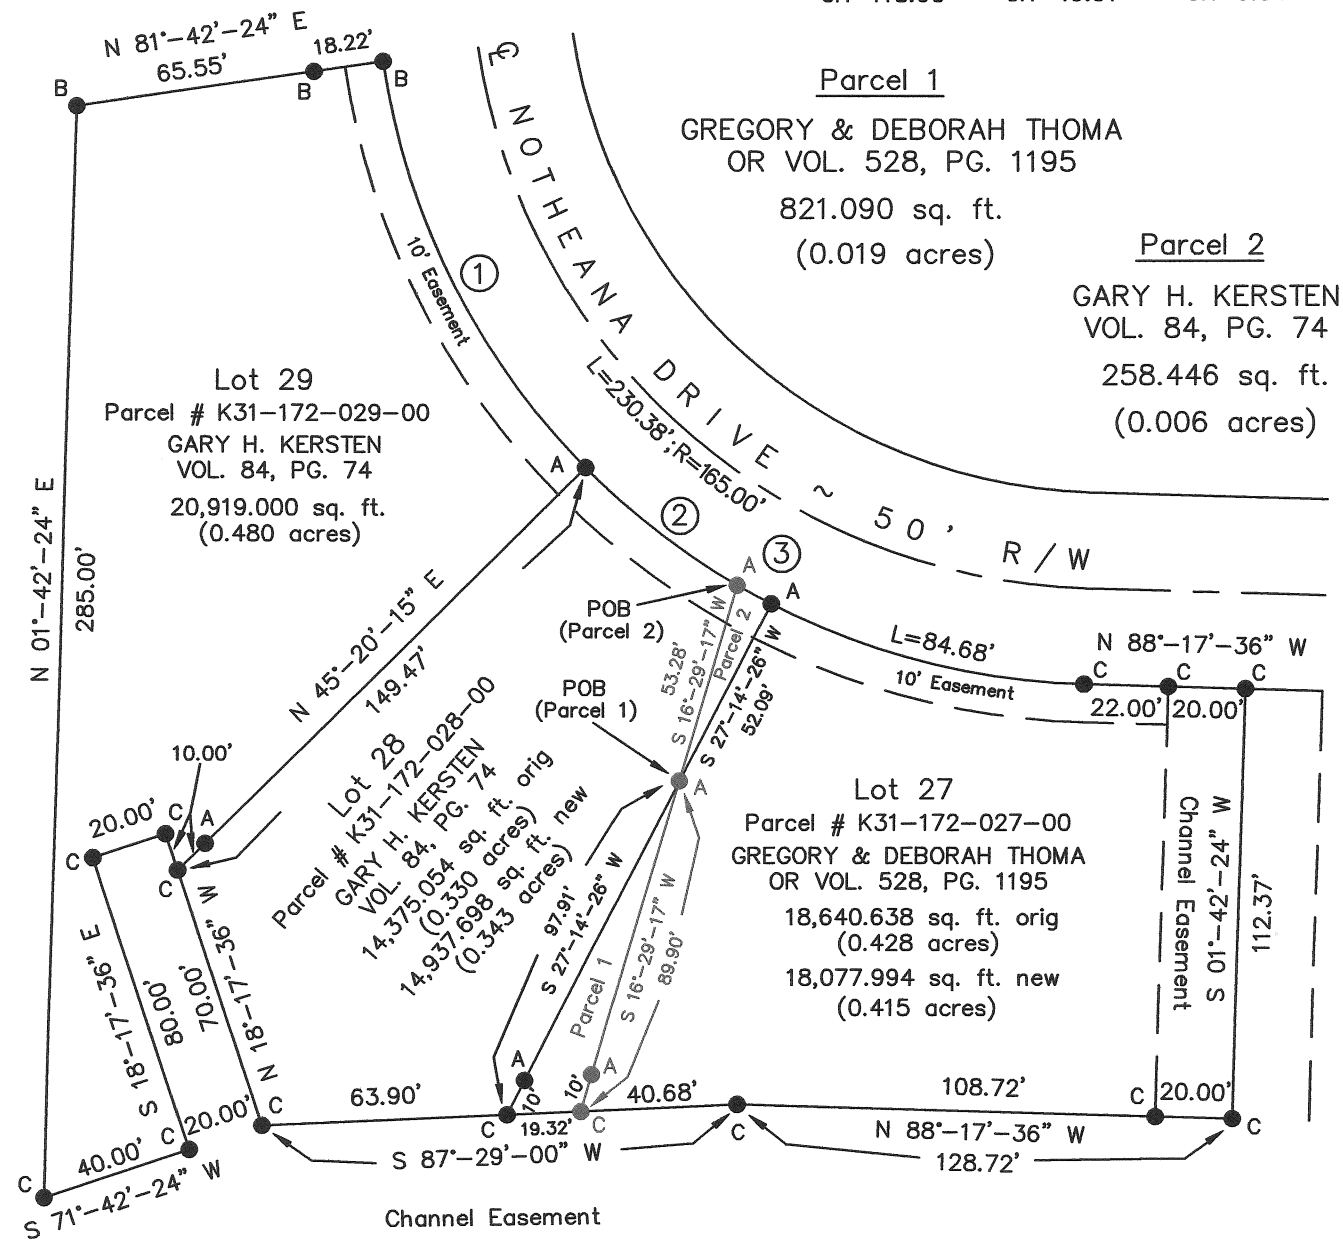 N 81°-42'-24" E
65.55'
18.22'
B
B
B
℄ NOTHEANA DRIVE ~ 50' R/W
Parcel 1
GREGORY & DEBORAH THOMA
OR VOL. 528, PG. 1195
821.090 sq. ft.
(0.019 acres)
Parcel 2
GARY H. KERSTEN
VOL. 84, PG. 74
258.446 sq. ft.
(0.006 acres)
10' Easement
1
L=230.38';R=165.00'
Lot 29
Parcel # K31-172-029-00
GARY H. KERSTEN
VOL. 84, PG. 74
20,919.000 sq. ft.
(0.480 acres)
N 01°-42'-24" E
285.00'
A
2
3
A
A
POB
(Parcel 2)
POB
(Parcel 1)
53.28'
S 16°-29'-17" W
Parcel 2
S 27°-14'-26" W
52.09'
L=84.68'
10' Easement
N 88°-17'-36" W
C
C
C
22.00'
20.00'
N 45°-20'-15" E
149.47'
10.00'
20.00'
C
A
C
C
Lot 28
Parcel # K31-172-028-00
GARY H. KERSTEN
VOL. 84, PG. 74
14,375.054 sq. ft. orig
(0.330 acres)
14,937.698 sq. ft. new
(0.343 acres)
A
97.91'
S 27°-14'-26" W
Parcel 1
S 16°-29'-17" W
89.90'
Lot 27
Parcel # K31-172-027-00
GREGORY & DEBORAH THOMA
OR VOL. 528, PG. 1195
18,640.638 sq. ft. orig
(0.428 acres)
18,077.994 sq. ft. new
(0.415 acres)
Channel Easement
S 01°-42'-24" W
112.37'
S 18°-17'-36" E
80.00'
70.00'
N 18°-17'-36" W
A
10'
A
10'
63.90'
C
19.32'
C
40.68'
C
108.72'
C
20.00'
C
C
20.00'
C
S 87°-29'-00" W
N 88°-17'-36" W
128.72'
C
40.00'
S 71°-42'-24" W
Channel Easement